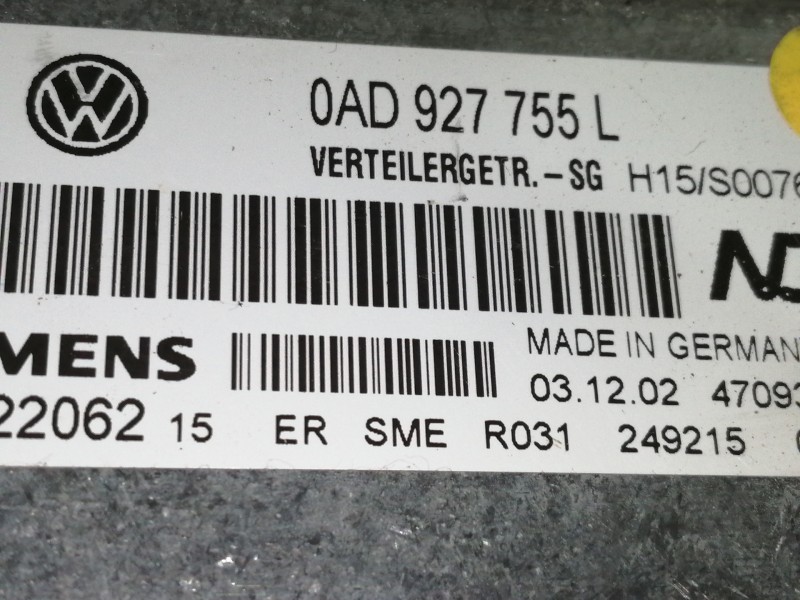 0AD 927 755 L
VERTEILERGETR.-SG H15/S0076
MENS
MADE IN GERMAN
03.12.02 47093
22062 15 ER SME R031 249215